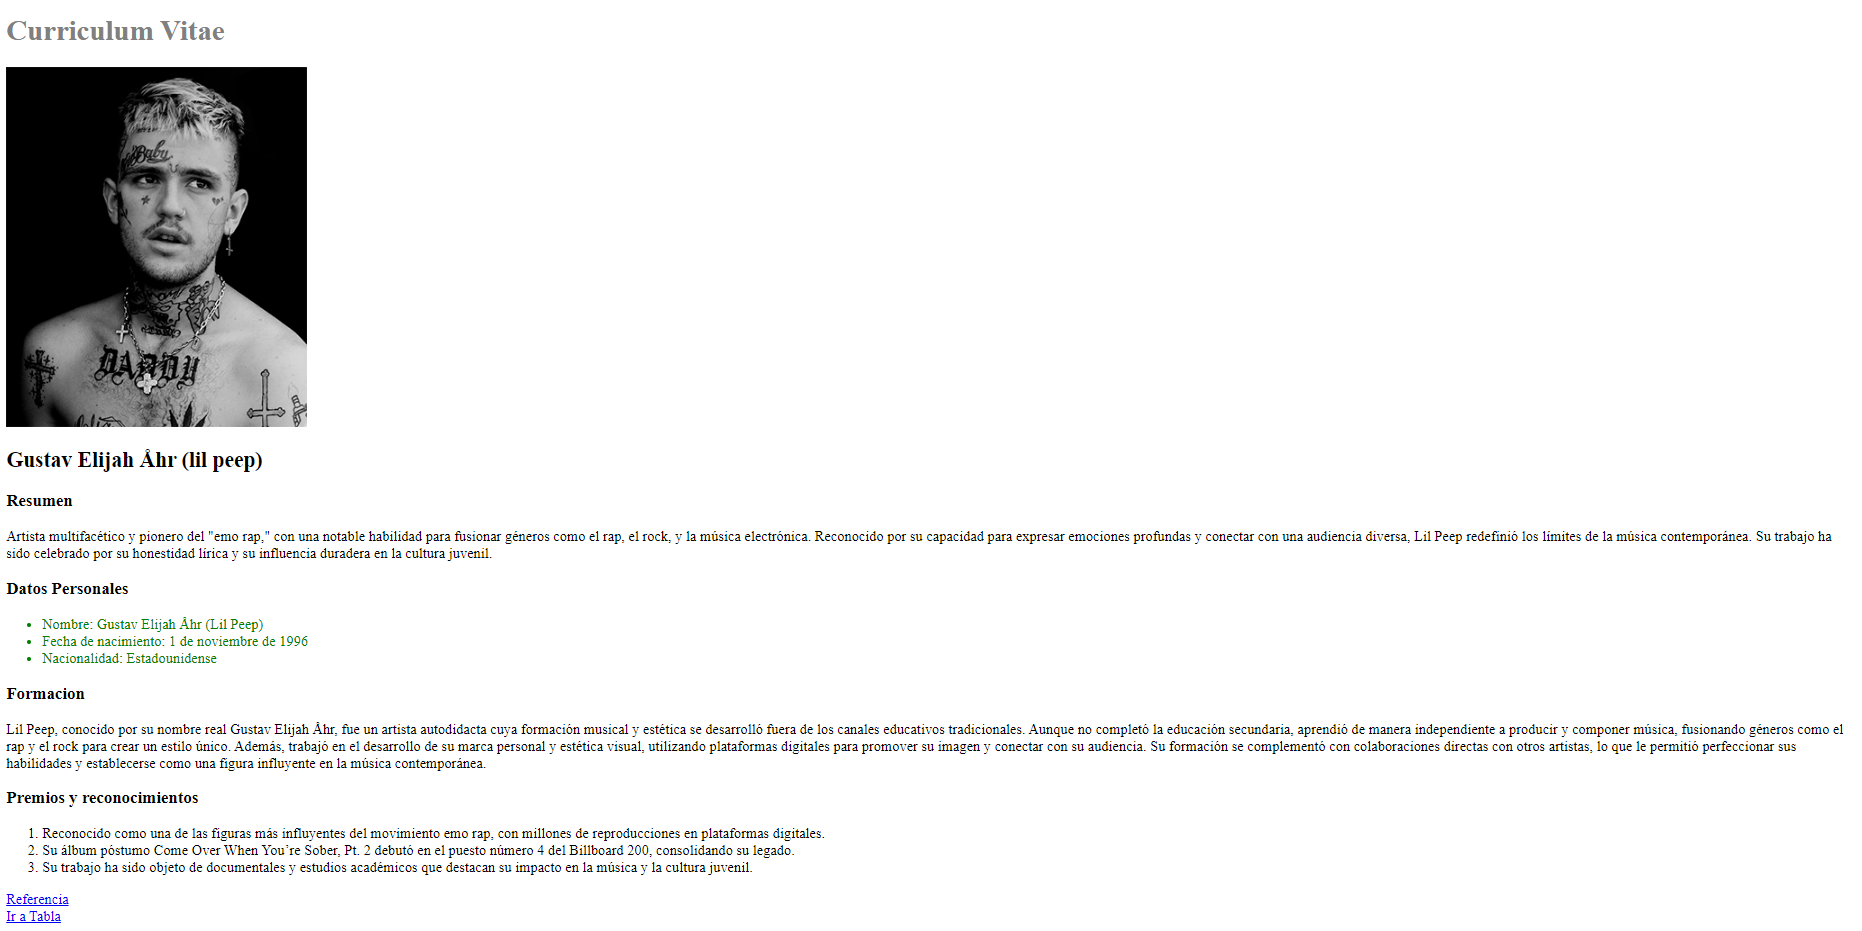 Curriculum Vitae
Baby
DADDY
Gustav Elijah Åhr (lil peep)
Resumen
Artista multifacético y pionero del "emo rap," con una notable habilidad para fusionar géneros como el rap, el rock, y la música electrónica. Reconocido por su capacidad para expresar emociones profundas y conectar con una audiencia diversa, Lil Peep redefinió los límites de la música contemporánea. Su trabajo ha
sido celebrado por su honestidad lírica y su influencia duradera en la cultura juvenil.
Datos Personales
• Nombre: Gustav Elijah Åhr (Lil Peep)
• Fecha de nacimiento: 1 de noviembre de 1996
• Nacionalidad: Estadounidense
Formacion
Lil Peep, conocido por su nombre real Gustav Elijah Åhr, fue un artista autodidacta cuya formación musical y estética se desarrolló fuera de los canales educativos tradicionales. Aunque no completó la educación secundaria, aprendió de manera independiente a producir y componer música, fusionando géneros como el
rap y el rock para crear un estilo único. Además, trabajó en el desarrollo de su marca personal y estética visual, utilizando plataformas digitales para promover su imagen y conectar con su audiencia. Su formación se complementó con colaboraciones directas con otros artistas, lo que le permitió perfeccionar sus
habilidades y establecerse como una figura influyente en la música contemporánea.
Premios y reconocimientos
1. Reconocido como una de las figuras más influyentes del movimiento emo rap, con millones de reproducciones en plataformas digitales.
2. Su álbum póstumo Come Over When You’re Sober, Pt. 2 debutó en el puesto número 4 del Billboard 200, consolidando su legado.
3. Su trabajo ha sido objeto de documentales y estudios académicos que destacan su impacto en la música y la cultura juvenil.
Referencia
Ir a Tabla